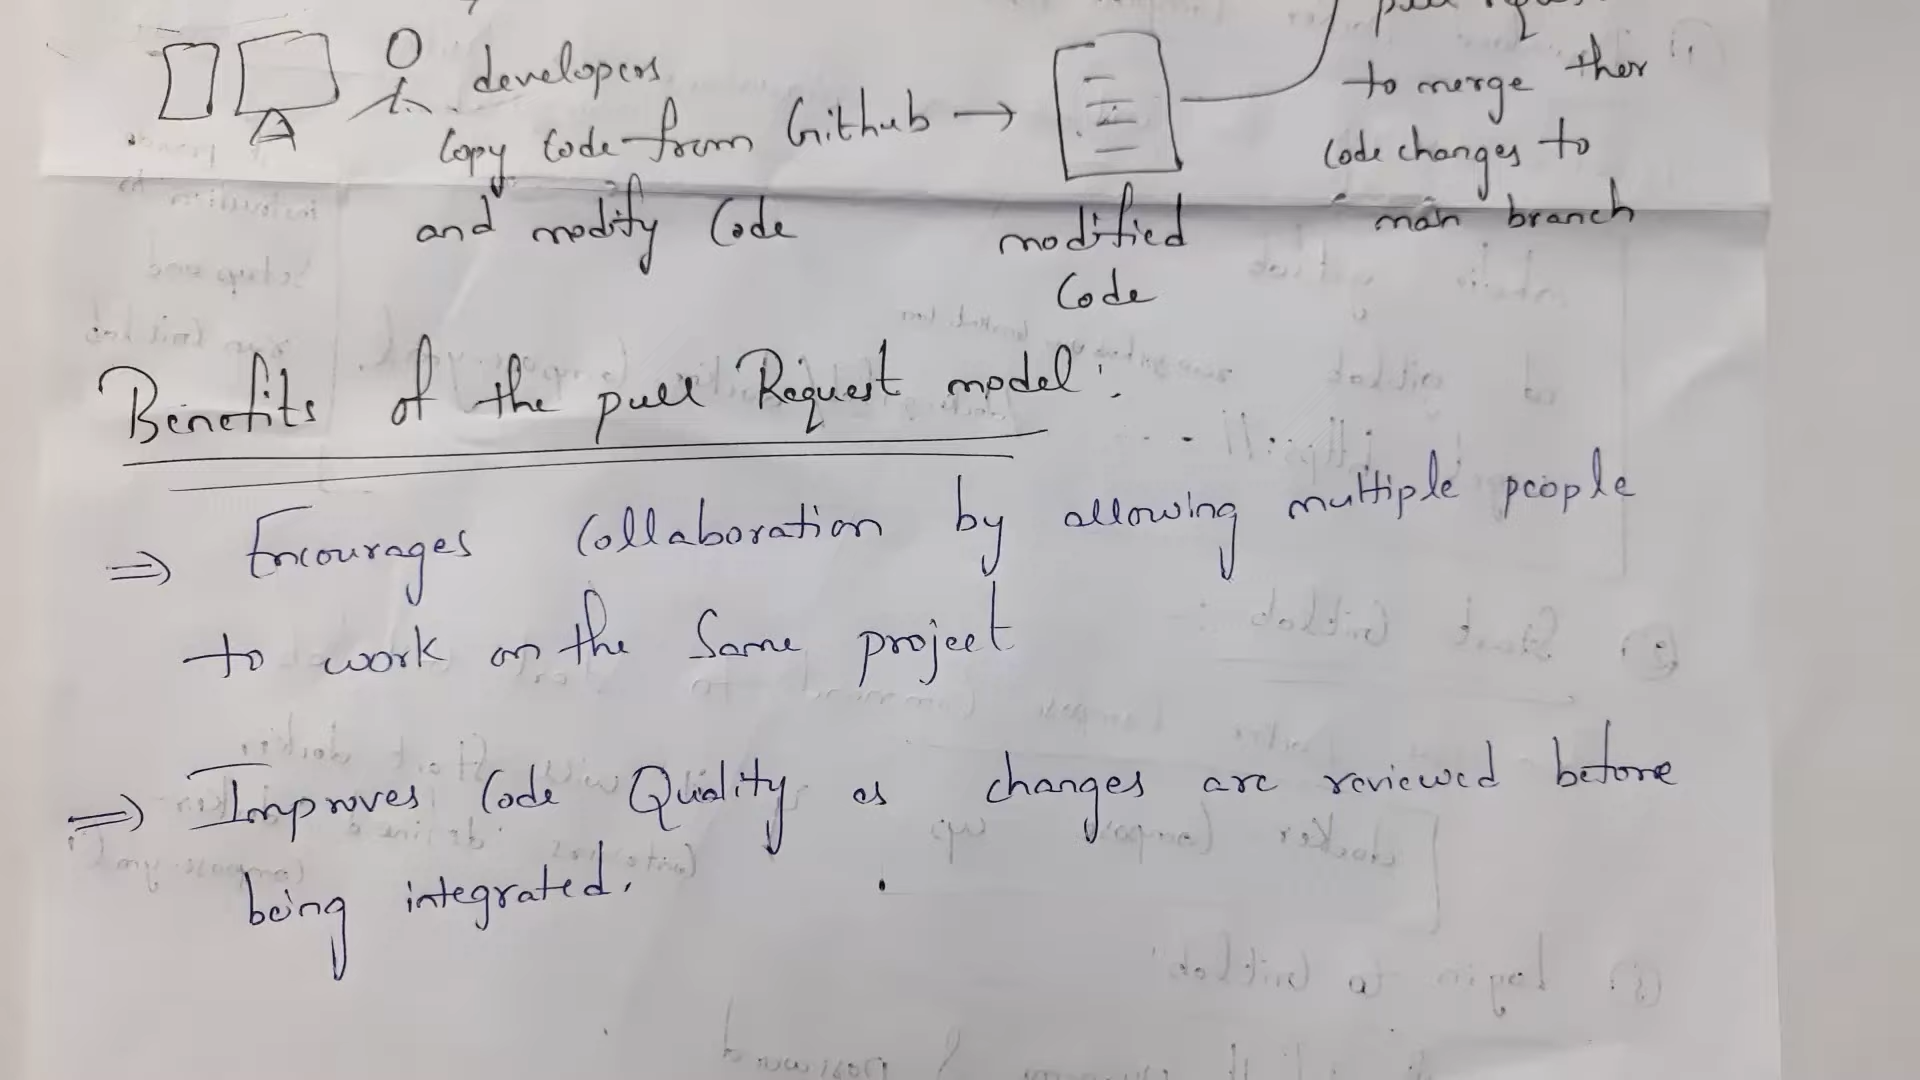 pull
to merge ther
code changes to
main branch
developers
Copy Code from Github →
and modify Code
modified
Code
Benefits of the pull Request model:
⇒ Encourages Collaboration by allowing multiple people
to work on the Same project
⇒ Improves Code Quality as changes are reviewed before
being integrated.